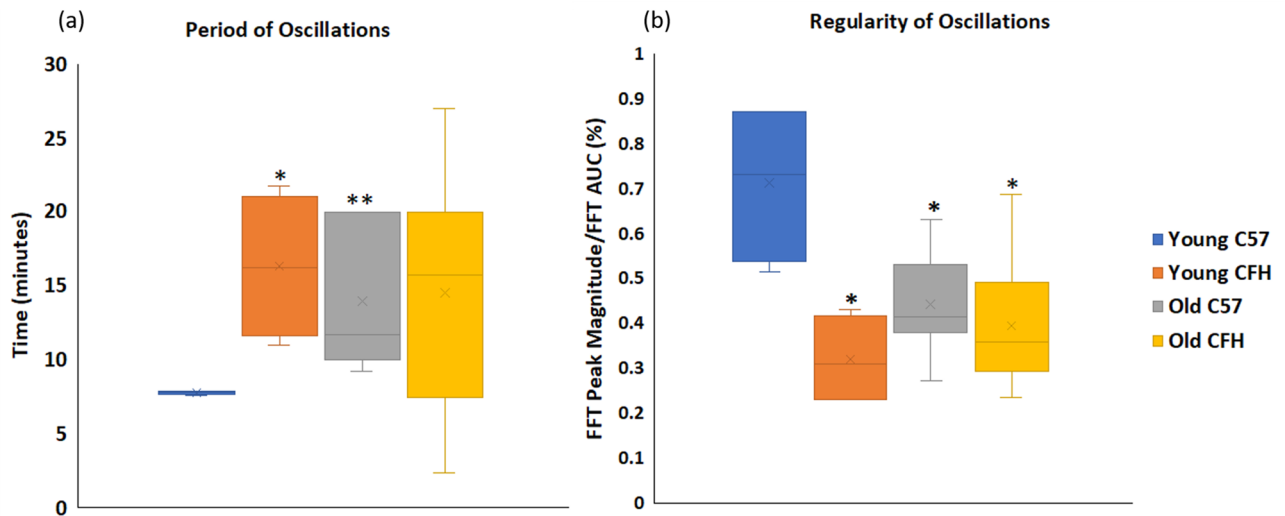 (a)
Period of Oscillations
30
25
20
15
10
5
0
Time (minutes)
*
**
(b)
Regularity of Oscillations
1
0.9
0.8
0.7
0.6
0.5
0.4
0.3
0.2
0.1
0
FFT Peak Magnitude/FFT AUC (%)
*
*
*
Young C57
Young CFH
Old C57
Old CFH